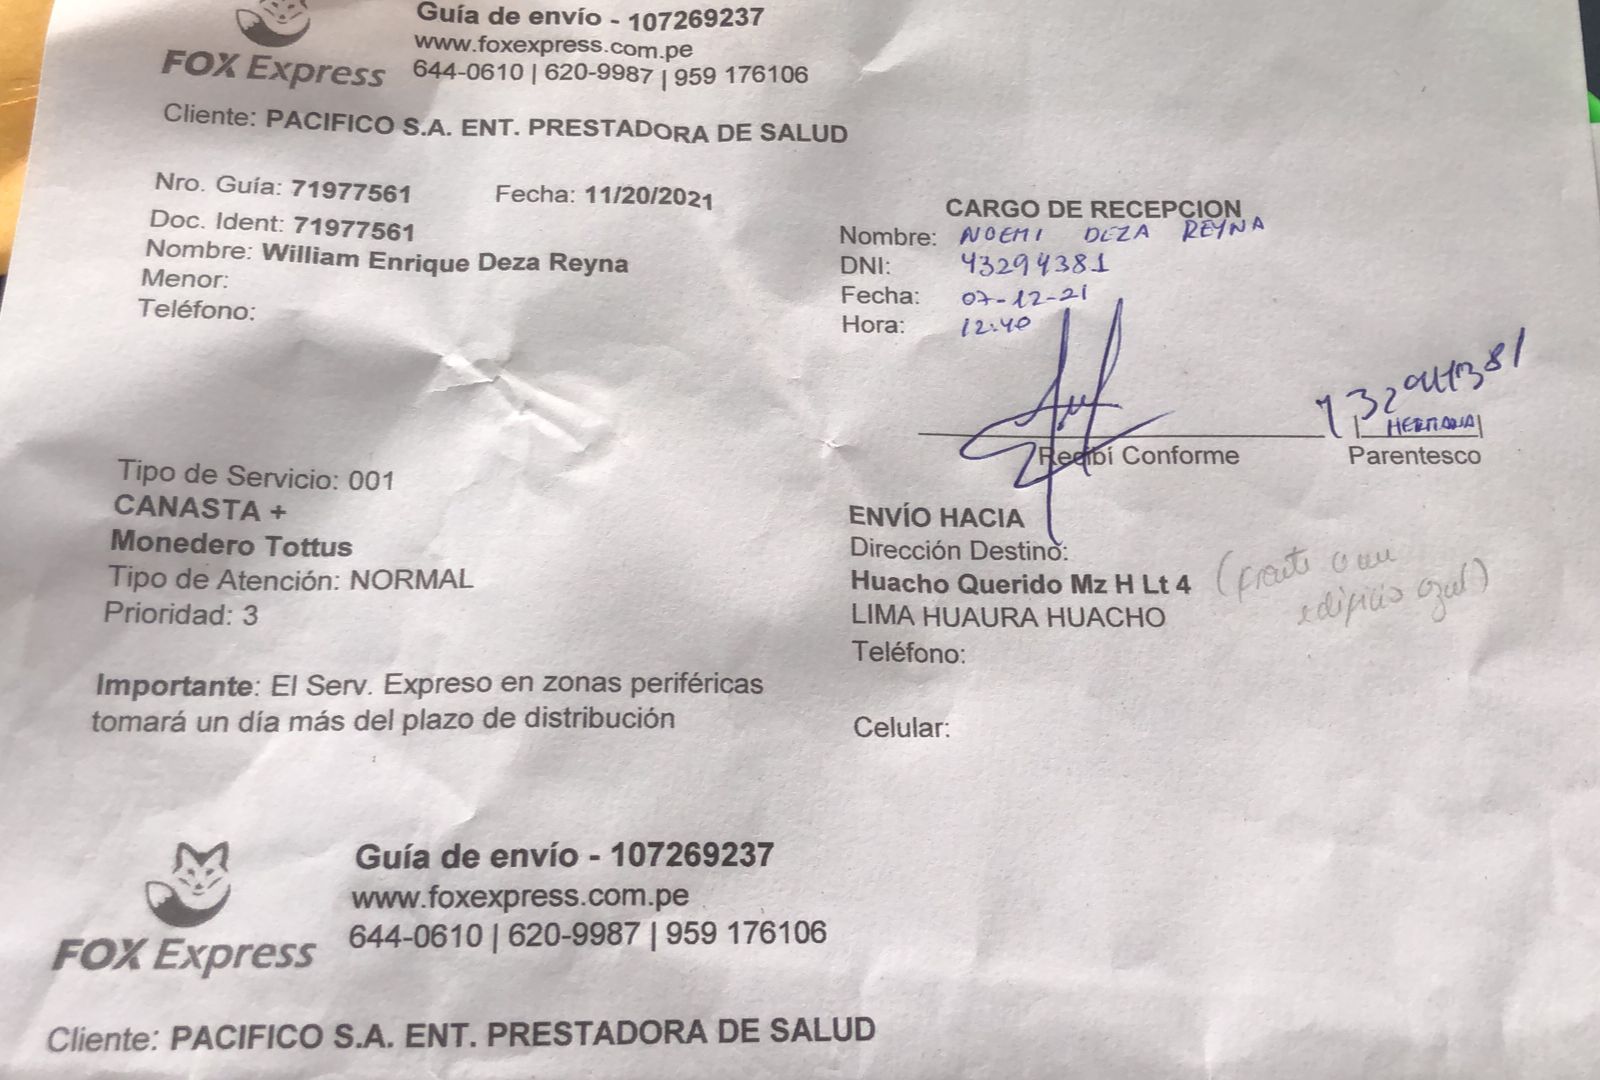 Guía de envío - 107269237
www.foxexpress.com.pe
FOX Express
644-0610 | 620-9987 | 959 176106
Cliente: PACIFICO S.A. ENT. PRESTADORA DE SALUD
Nro. Guía: 71977561 Fecha: 11/20/2021
Doc. Ident: 71977561
Nombre: William Enrique Deza Reyna
Menor:
Teléfono:
CARGO DE RECEPCION
Nombre: NOEMI DEZA REYNA
DNI: 43294381
Fecha: 07-12-21
Hora: 12:40
43294381
HERMANA
Recibí Conforme Parentesco
Tipo de Servicio: 001
CANASTA +
Monedero Tottus
Tipo de Atención: NORMAL
Prioridad: 3
Importante: El Serv. Expreso en zonas periféricas
tomará un día más del plazo de distribución
ENVÍO HACIA
Dirección Destino:
Huacho Querido Mz H Lt 4 (frente a un
edificio azul)
LIMA HUAURA HUACHO
Teléfono:
Celular:
Guía de envío - 107269237
www.foxexpress.com.pe
FOX Express
644-0610 | 620-9987 | 959 176106
Cliente: PACIFICO S.A. ENT. PRESTADORA DE SALUD